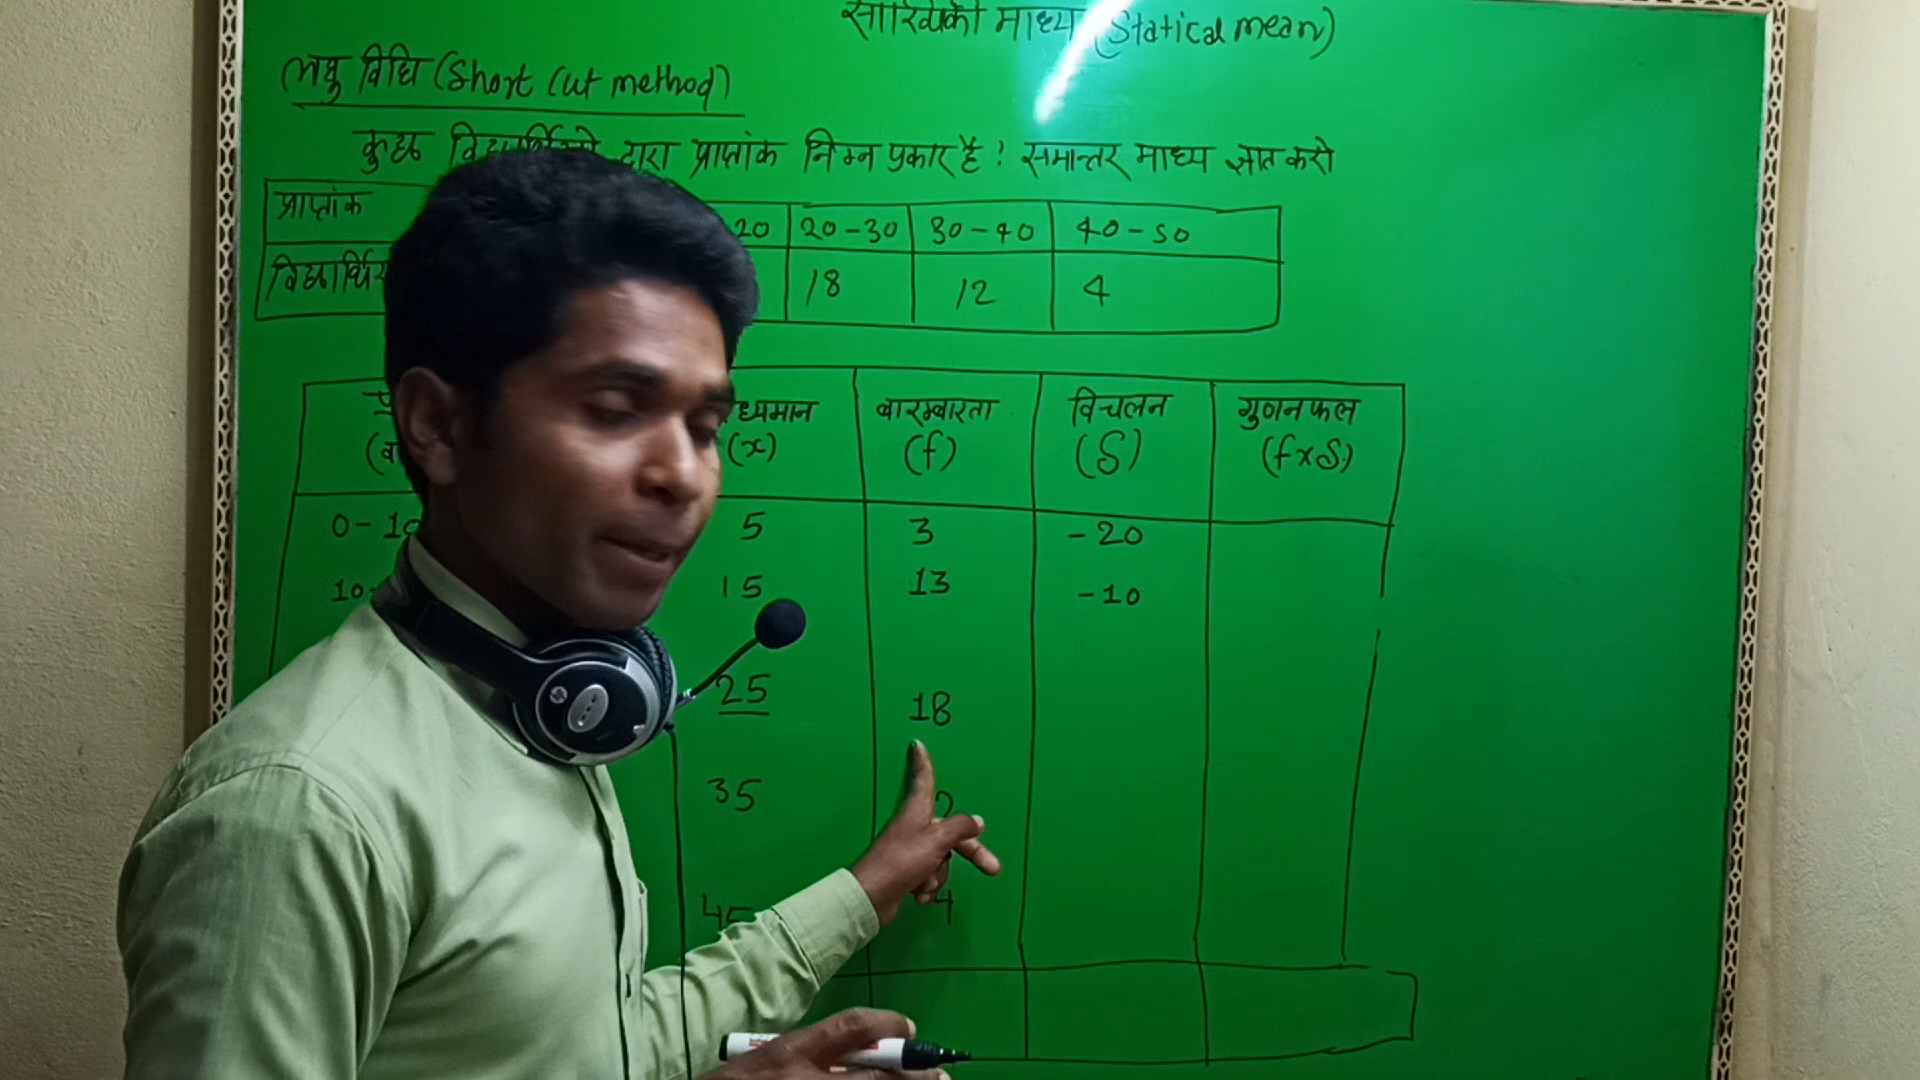 सांख्यिकी माध्य (Statical mean)
लघु विधि (Short cut method)
कुछ द्वारा प्राप्तांक निम्न प्रकार है ! समान्तर माध्य ज्ञात करो
प्राप्तांक 20 20-30 30-40 40-50
18 12 4
ध्यमान बारम्बारता विचलन गुणनफल
(x) (f) (S) (f×S)
0-10 5 3 -20
10- 15 13 -10
25 18
35
45 4